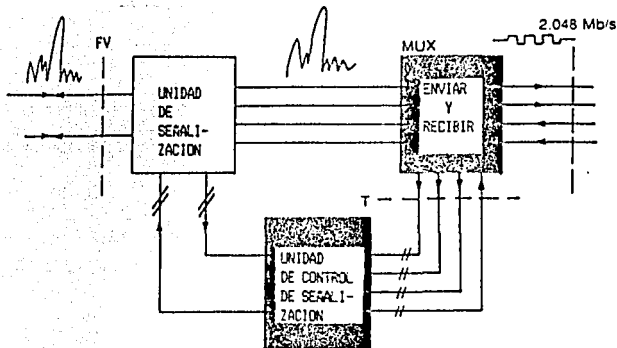 2.048 Mb/s
FV
MUX
UNIDAD
DE
SEÑALI-
ZACION
ENVIAR
Y
RECIBIR
T
UNIDAD
DE CONTROL
DE SEÑALI-
ZACION